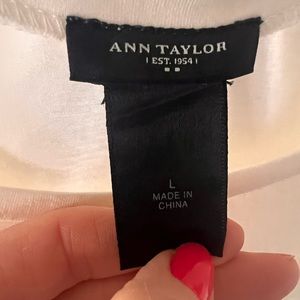 ANN TAYLOR
| EST. 1954 |
L
MADE IN
CHINA